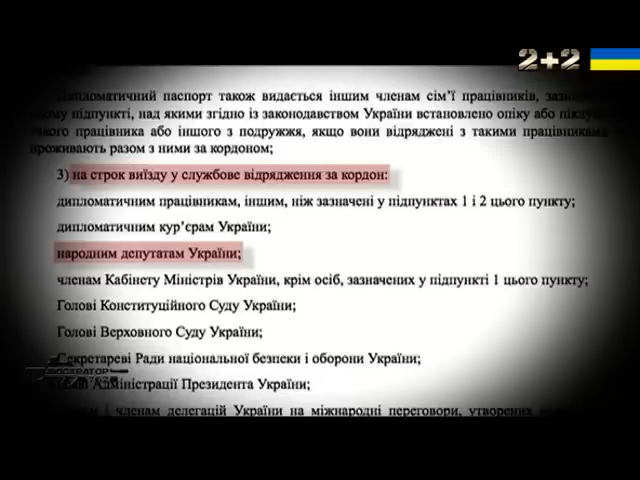 2+2
дипломатичний паспорт також видається іншим членам сім’ї працівників,
підпункті, над якими згідно із законодавством України встановлено опіку або
працівника або іншого з подружжя, якщо вони відряджені з такими працівниками
проживають разом з ними за кордоном;
3) на строк виїзду у службове відрядження за кордон:
дипломатичним працівникам, іншим, ніж зазначені у підпунктах 1 і 2 цього пункту;
дипломатичним кур’єрам України;
народним депутатам України;
членам Кабінету Міністрів України, крім осіб, зазначених у підпункті 1 цього пункту;
Голові Конституційного Суду України;
Голові Верховного Суду України;
Секретареві Ради національної безпеки і оборони України;
Адміністрації Президента України;
і членам делегацій України на міжнародні переговори, утворених